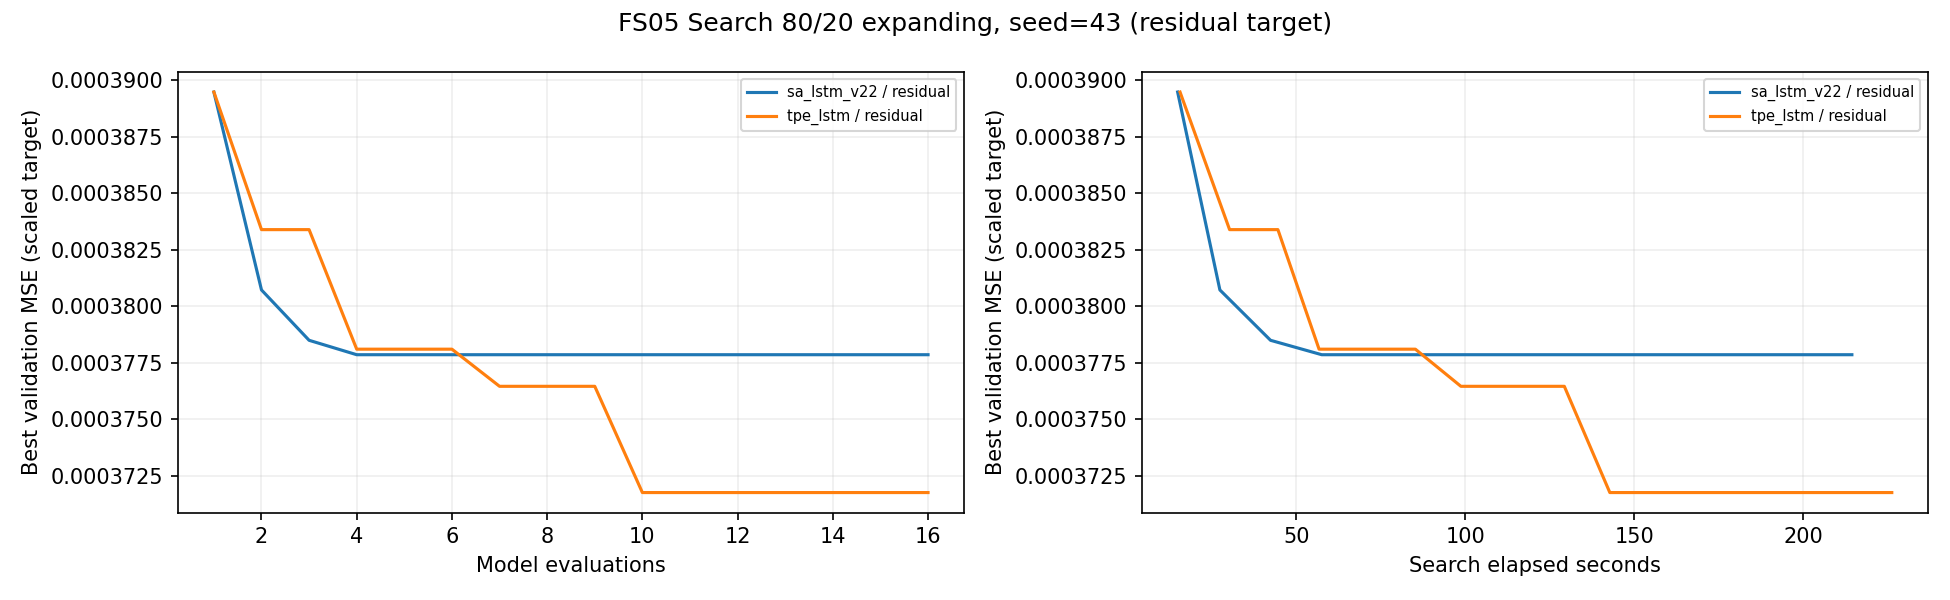 FS05 Search 80/20 expanding, seed=43 (residual target)
Best validation MSE (scaled target)
0.0003900
0.0003875
0.0003850
0.0003825
0.0003800
0.0003775
0.0003750
0.0003725
sa_lstm_v22 / residual
tpe_lstm / residual
2 4 6 8 10 12 14 16
Model evaluations
Best validation MSE (scaled target)
0.0003900
0.0003875
0.0003850
0.0003825
0.0003800
0.0003775
0.0003750
0.0003725
sa_lstm_v22 / residual
tpe_lstm / residual
50 100 150 200
Search elapsed seconds